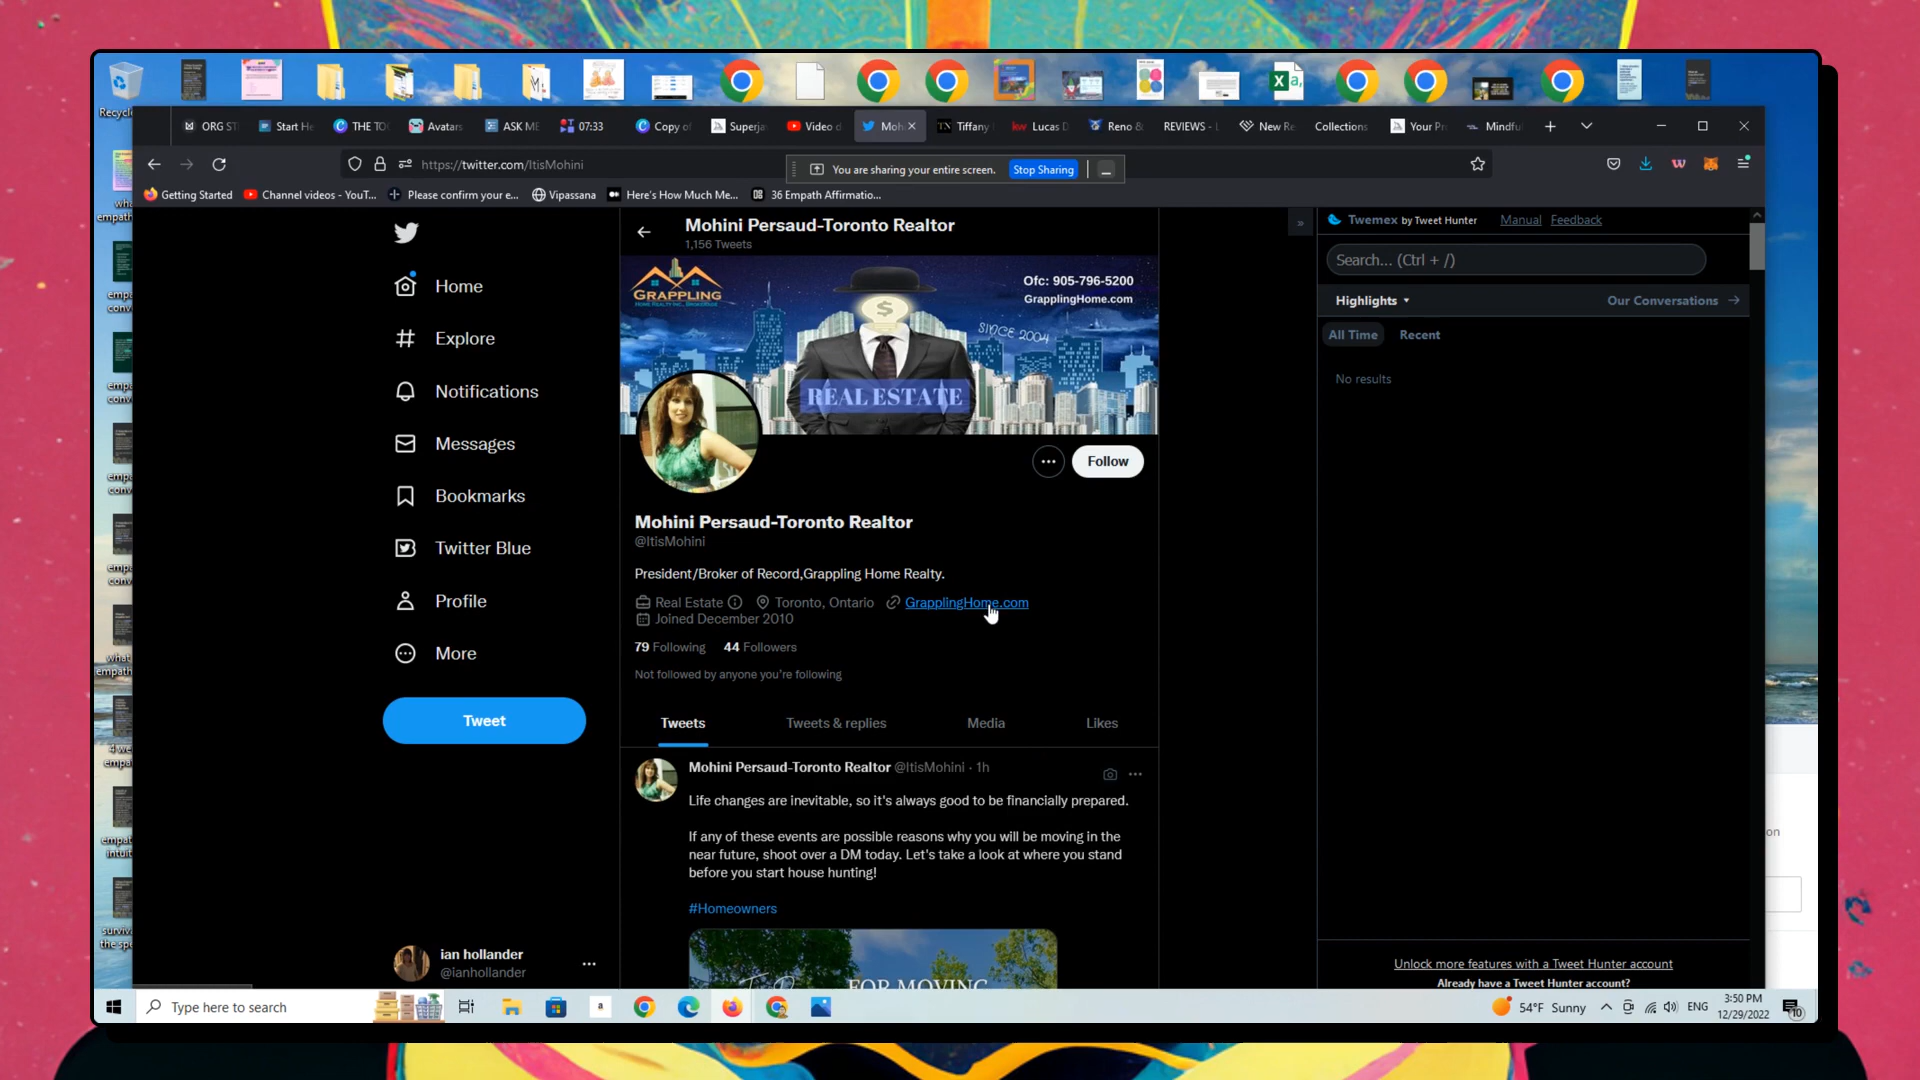 Recycle
ORG ST
Start He
THE TO
Avatars
ASK ME
07:33
Copy of
Superja
Video d
Moh
Tiffany
Lucas D
Reno &
REVIEWS - L
New Re
Collections
Your Pr
Mindfu
https://twitter.com/ItisMohini
You are sharing your entire screen.
Stop Sharing
Getting Started
Channel videos - YouT...
Please confirm your e...
Vipassana
Here's How Much Me...
36 Empath Affirmatio...
Home
Explore
Notifications
Messages
Bookmarks
Twitter Blue
Profile
More
Tweet
ian hollander
@ianhollander
Mohini Persaud-Toronto Realtor
1,156 Tweets
GRAPPLING
HOME REALTY INC., BROKERAGE
Ofc: 905-796-5200
GrapplingHome.com
SINCE 2004
$
REAL ESTATE
Follow
Mohini Persaud-Toronto Realtor
@ItisMohini
President/Broker of Record,Grappling Home Realty.
Real Estate Toronto, Ontario GrapplingHome.com
Joined December 2010
79 Following 44 Followers
Not followed by anyone you're following
Tweets
Tweets & replies
Media
Likes
Mohini Persaud-Toronto Realtor @ItisMohini · 1h
Life changes are inevitable, so it's always good to be financially prepared.
If any of these events are possible reasons why you will be moving in the
near future, shoot over a DM today. Let's take a look at where you stand
before you start house hunting!
#Homeowners
FOR MOVING
Twemex by Tweet Hunter
Manual
Feedback
Search... (Ctrl + /)
Highlights
Our Conversations →
All Time
Recent
No results
Unlock more features with a Tweet Hunter account
Already have a Tweet Hunter account?
on
Type here to search
54°F Sunny
ENG
3:50 PM
12/29/2022
10